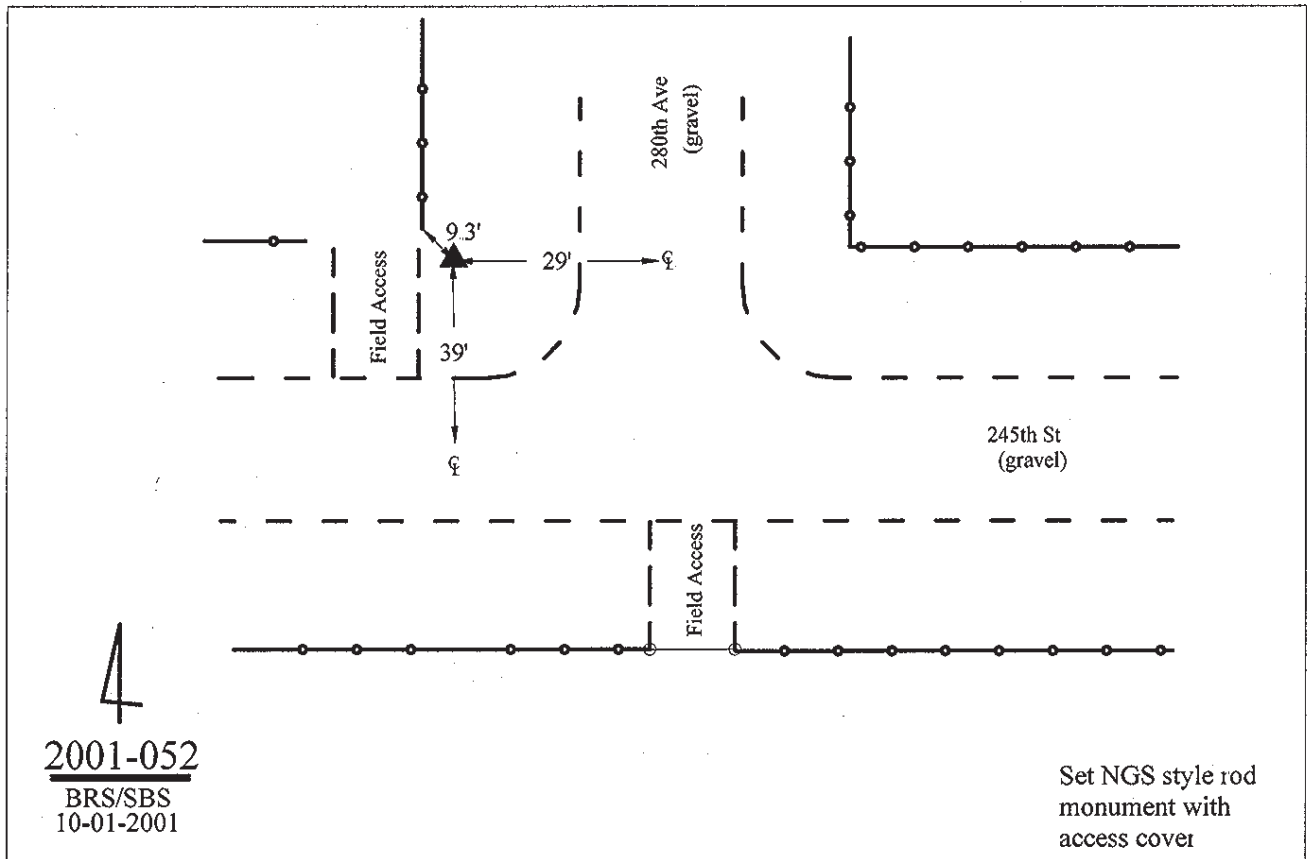 280th Ave
(gravel)
9.3'
29'
℄
Field Access
39'
℄
245th St
(gravel)
Field Access
2001-052
BRS/SBS
10-01-2001
Set NGS style rod
monument with
access cover